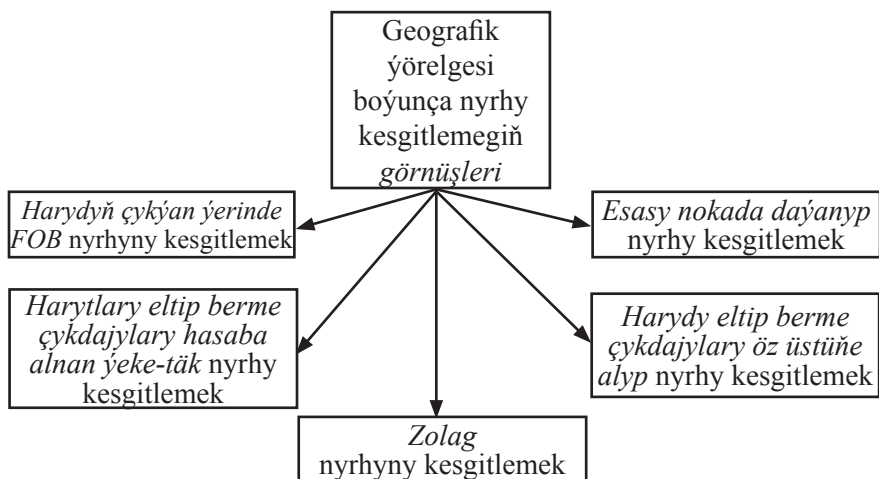 Geografik
ýörelgesi
boýunça nyrhy
kesgitlemegiň
görnüşleri
Harydyň çykýan ýerinde
FOB nyrhyny kesgitlemek
Esasy nokada daýanyp
nyrhy kesgitlemek
Harytlary eltip berme
çykdajylary hasaba
alnan ýeke-täk nyrhy
kesgitlemek
Harydy eltip berme
çykdajylary öz üstüňe
alyp nyrhy kesgitlemek
Zolag
nyrhyny kesgitlemek